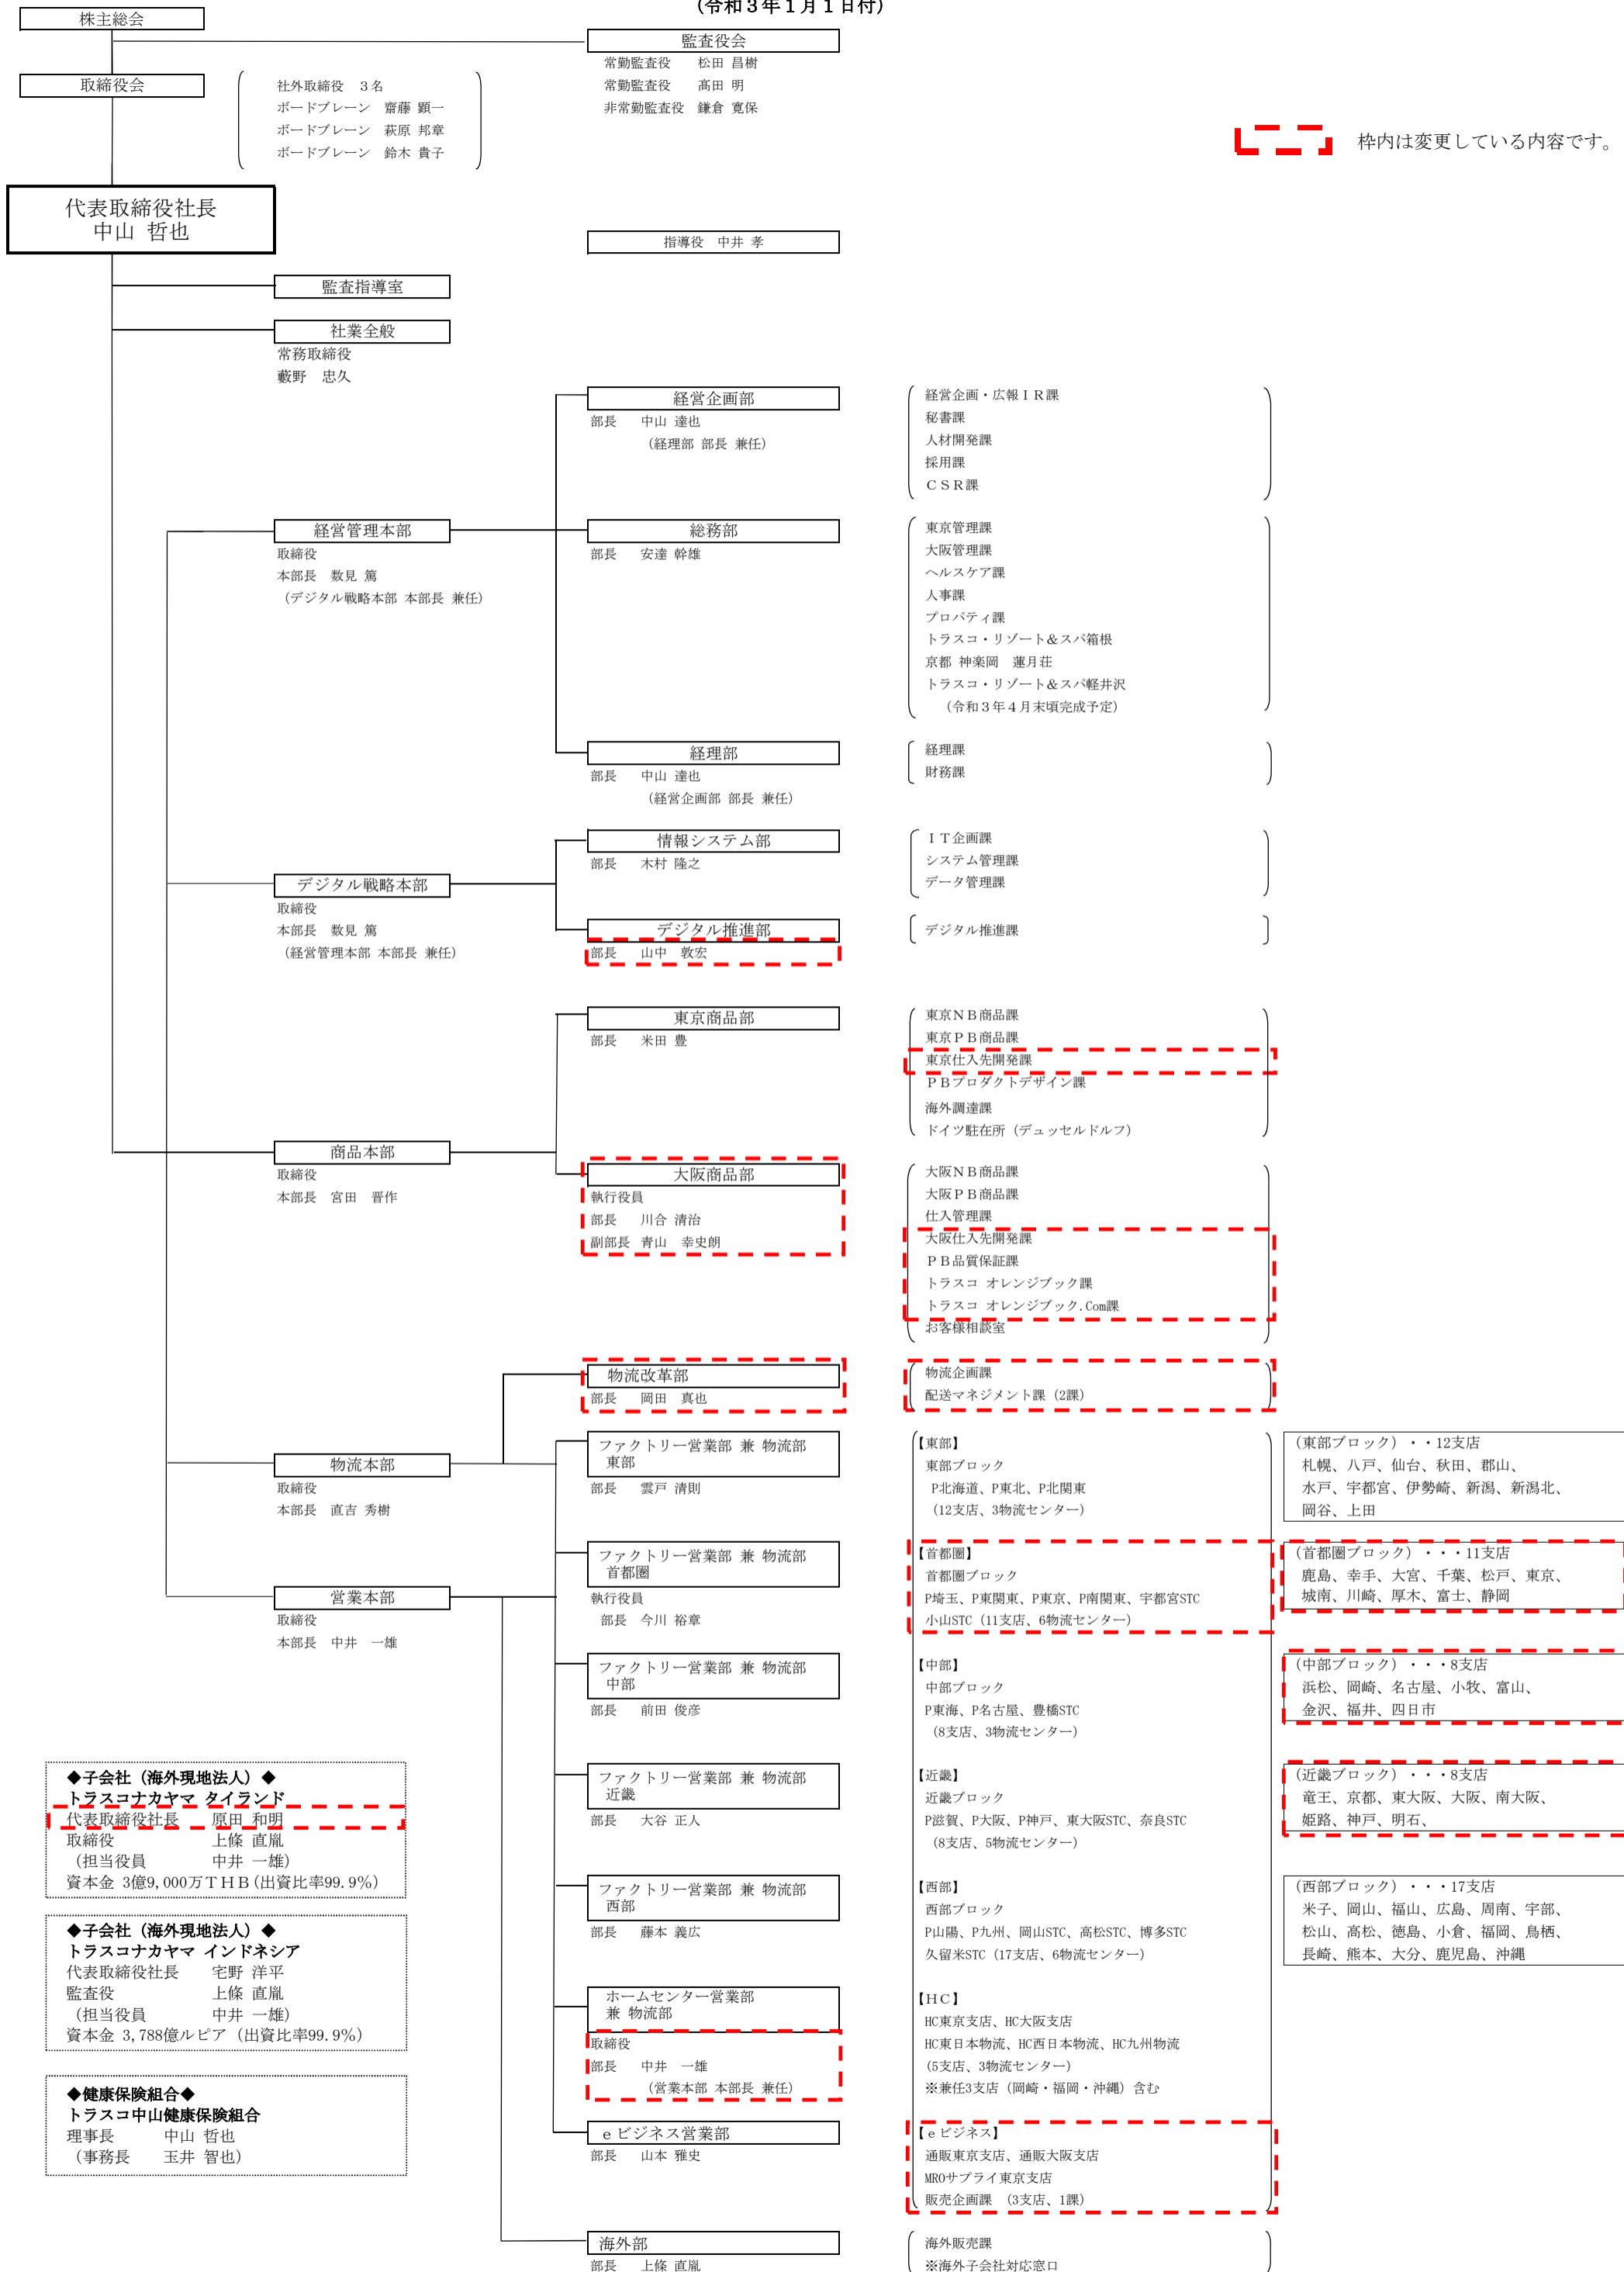 (令和３年１月１日付)
株主総会
監査役会
常勤監査役　松田 昌樹
常勤監査役　髙田 明
非常勤監査役　鎌倉 寛保
取締役会
社外取締役　３名
ボードブレーン　齋藤 顕一
ボードブレーン　萩原 邦章
ボードブレーン　鈴木 貴子
枠内は変更している内容です。
代表取締役社長
中山 哲也
指導役　中井 孝
監査指導室
社業全般
常務取締役
藪野　忠久
経営企画部
部長　中山 達也
（経理部 部長 兼任）
経営企画・広報ＩＲ課
秘書課
人材開発課
採用課
ＣＳＲ課
経営管理本部
取締役
本部長　数見 篤
（デジタル戦略本部 本部長 兼任）
総務部
部長　安達 幹雄
東京管理課
大阪管理課
ヘルスケア課
人事課
プロパティ課
トラスコ・リゾート＆スパ箱根
京都 神楽岡　蓮月荘
トラスコ・リゾート＆スパ軽井沢
（令和３年４月末頃完成予定）
経理部
部長　中山 達也
（経営企画部 部長 兼任）
経理課
財務課
デジタル戦略本部
取締役
本部長　数見 篤
（経営管理本部 本部長 兼任）
情報システム部
部長　木村 隆之
ＩＴ企画課
システム管理課
データ管理課
デジタル推進部
部長　山中　敦宏
デジタル推進課
商品本部
取締役
本部長　宮田　晋作
東京商品部
部長　米田 豊
東京ＮＢ商品課
東京ＰＢ商品課
東京仕入先開発課
ＰＢプロダクトデザイン課
海外調達課
ドイツ駐在所（デュッセルドルフ）
大阪商品部
執行役員
部長　川合 清治
副部長 青山　幸史朗
大阪ＮＢ商品課
大阪ＰＢ商品課
仕入管理課
大阪仕入先開発課
ＰＢ品質保証課
トラスコ オレンジブック課
トラスコ オレンジブック.Com課
お客様相談室
物流本部
取締役
本部長　直吉 秀樹
物流改革部
部長　岡田　真也
物流企画課
配送マネジメント課（2課）
営業本部
取締役
本部長　中井　一雄
ファクトリー営業部 兼 物流部
東部
部長　雲戸 清則
【東部】
東部ブロック
P北海道、P東北、P北関東
（12支店、3物流センター）
（東部ブロック）・・12支店
札幌、八戸、仙台、秋田、郡山、
水戸、宇都宮、伊勢崎、新潟、新潟北、
岡谷、上田
ファクトリー営業部 兼 物流部
首都圏
執行役員
部長　今川 裕章
【首都圏】
首都圏ブロック
P埼玉、P東関東、P東京、P南関東、宇都宮STC
小山STC（11支店、6物流センター）
（首都圏ブロック）・・・11支店
鹿島、幸手、大宮、千葉、松戸、東京、
城南、川崎、厚木、富士、静岡
ファクトリー営業部 兼 物流部
中部
部長　前田 俊彦
【中部】
中部ブロック
P東海、P名古屋、豊橋STC
（8支店、3物流センター）
（中部ブロック）・・・8支店
浜松、岡崎、名古屋、小牧、富山、
金沢、福井、四日市
ファクトリー営業部 兼 物流部
近畿
部長　大谷 正人
【近畿】
近畿ブロック
P滋賀、P大阪、P神戸、東大阪STC、奈良STC
（8支店、5物流センター）
（近畿ブロック）・・・8支店
竜王、京都、東大阪、大阪、南大阪、
姫路、神戸、明石、
ファクトリー営業部 兼 物流部
西部
部長　藤本 義広
【西部】
西部ブロック
P山陽、P九州、岡山STC、高松STC、博多STC
久留米STC（17支店、6物流センター）
（西部ブロック）・・・17支店
米子、岡山、福山、広島、周南、宇部、
松山、高松、徳島、小倉、福岡、鳥栖、
長崎、熊本、大分、鹿児島、沖縄
ホームセンター営業部
兼 物流部
取締役
部長　中井　一雄
（営業本部 本部長 兼任）
【ＨＣ】
HC東京支店、HC大阪支店
HC東日本物流、HC西日本物流、HC九州物流
（5支店、3物流センター）
※兼任3支店（岡崎・福岡・沖縄）含む
ｅビジネス営業部
部長　山本 雅史
【ｅビジネス】
通販東京支店、通販大阪支店
MROサプライ東京支店
販売企画課　（3支店、1課）
海外部
部長　上條 直胤
海外販売課
※海外子会社対応窓口
◆子会社（海外現地法人）◆
トラスコナカヤマ タイランド
代表取締役社長　原田 和明
取締役　上條 直胤
（担当役員　中井 一雄）
資本金 3億9,000万ＴＨＢ(出資比率99.9％)
◆子会社（海外現地法人）◆
トラスコナカヤマ インドネシア
代表取締役社長　宅野 洋平
監査役　上條 直胤
（担当役員　中井 一雄）
資本金 3,788億ルピア（出資比率99.9％）
◆健康保険組合◆
トラスコ中山健康保険組合
理事長　中山 哲也
（事務長　玉井 智也）